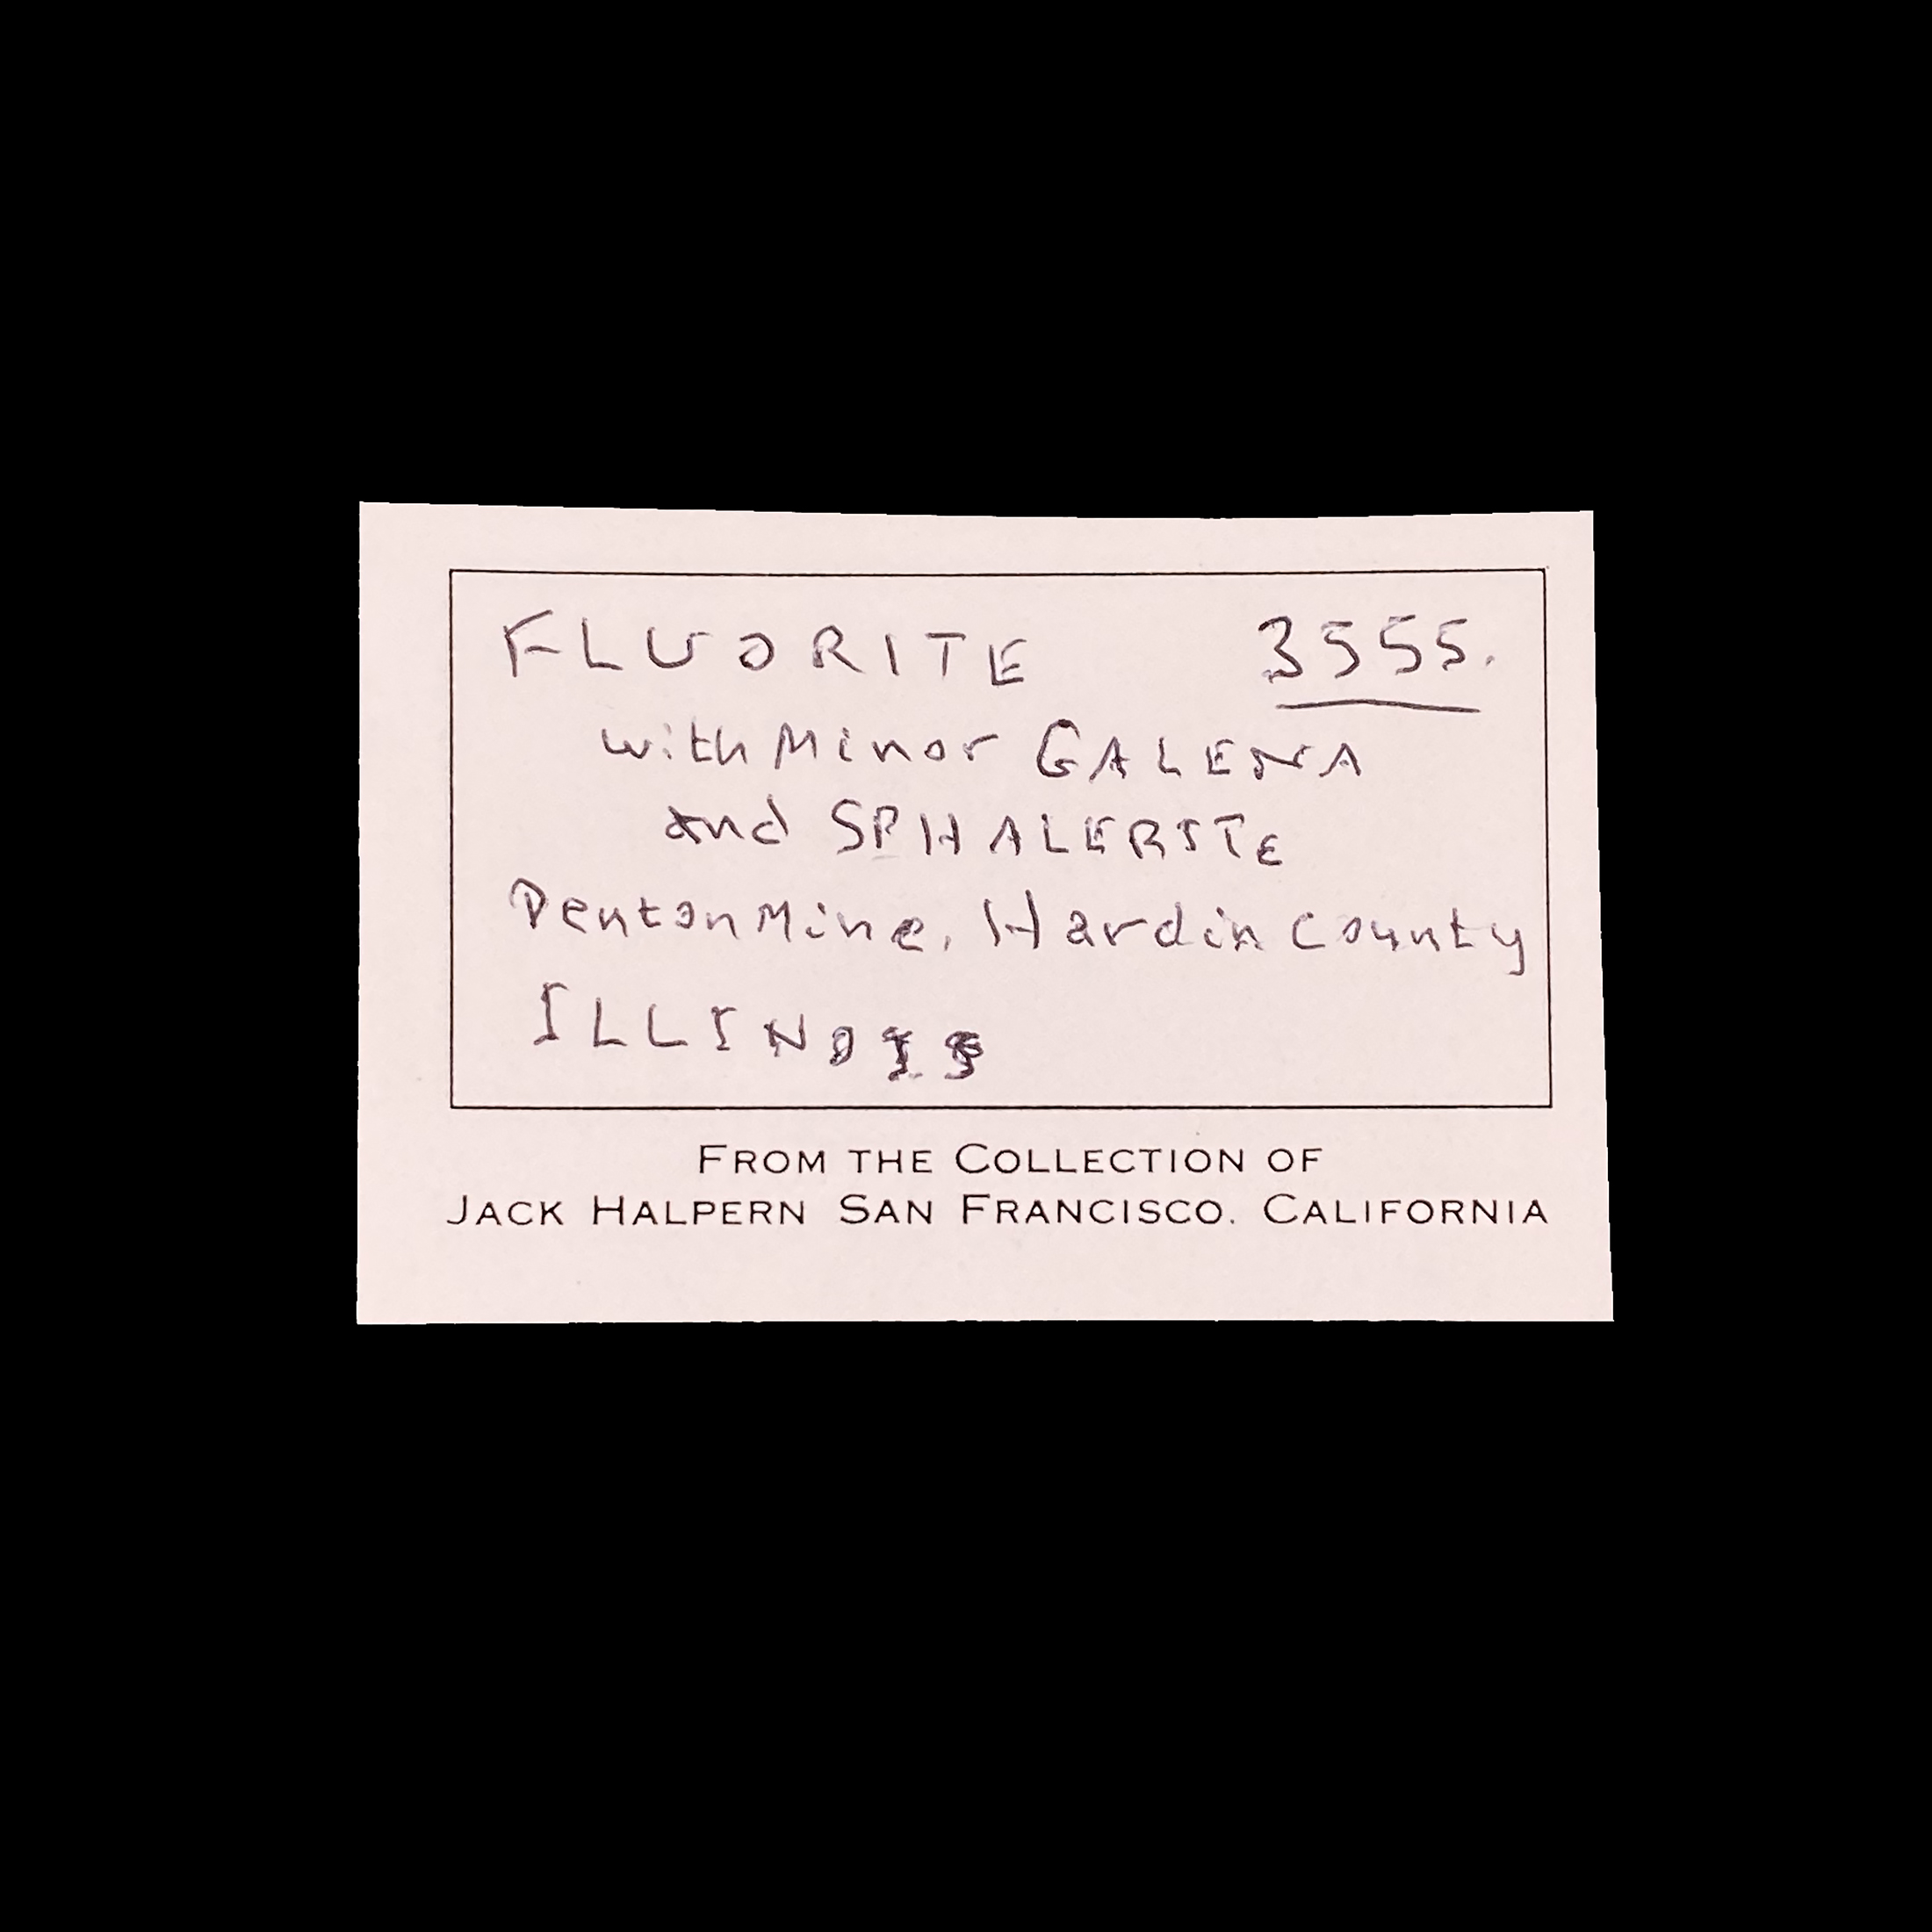 FLUORITE 3555.
with Minor GALENA
and SPHALERITE
Denton Mine, Hardin County
ILLINOIS
FROM THE COLLECTION OF
JACK HALPERN SAN FRANCISCO, CALIFORNIA